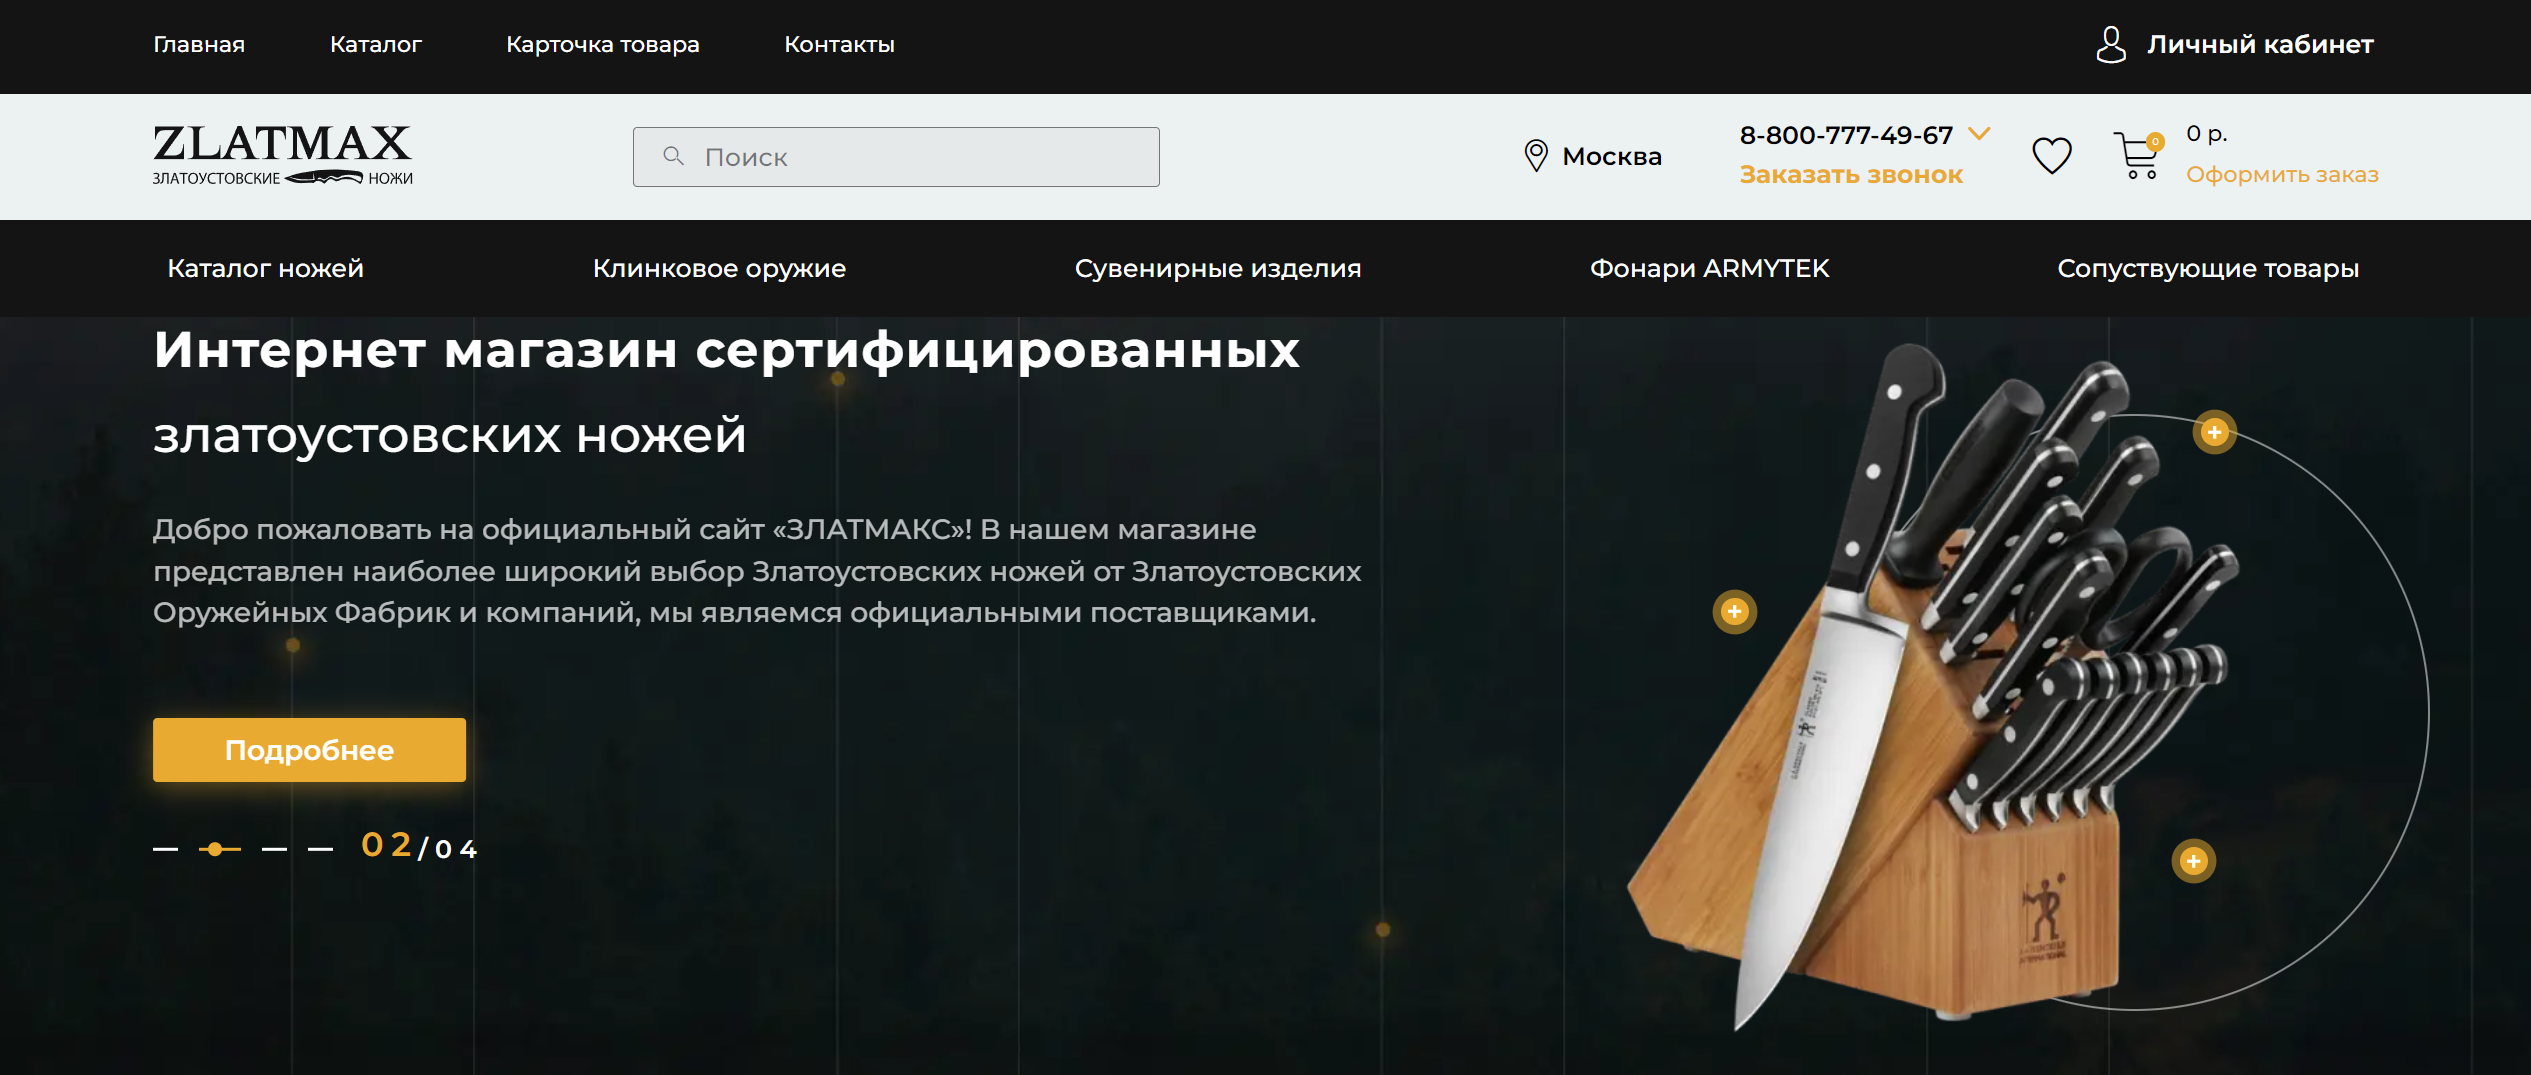 Главная Каталог Карточка товара Контакты Личный кабинет
ZLATMAX
ЗЛАТОУСТОВСКИЕ НОЖИ
Поиск
Москва
8-800-777-49-67
Заказать звонок
0
0 р.
Оформить заказ
Каталог ножей Клинковое оружие Сувенирные изделия Фонари ARMYTEK Сопуствующие товары
Интернет магазин сертифицированных
златоустовских ножей
Добро пожаловать на официальный сайт «ЗЛАТМАКС»! В нашем магазине
представлен наиболее широкий выбор Златоустовских ножей от Златоустовских
Оружейных Фабрик и компаний, мы являемся официальными поставщиками.
Подробнее
02/04